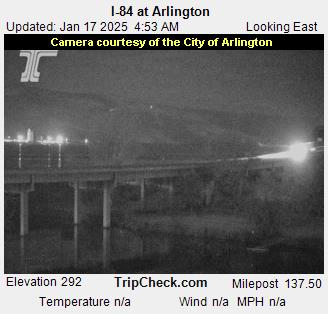 I-84 at Arlington
Updated: Jan 17 2025 4:53 AM Looking East
Camera courtesy of the City of Arlington
Elevation 292 TripCheck.com Milepost 137.50
Temperature n/a Wind n/a MPH n/a